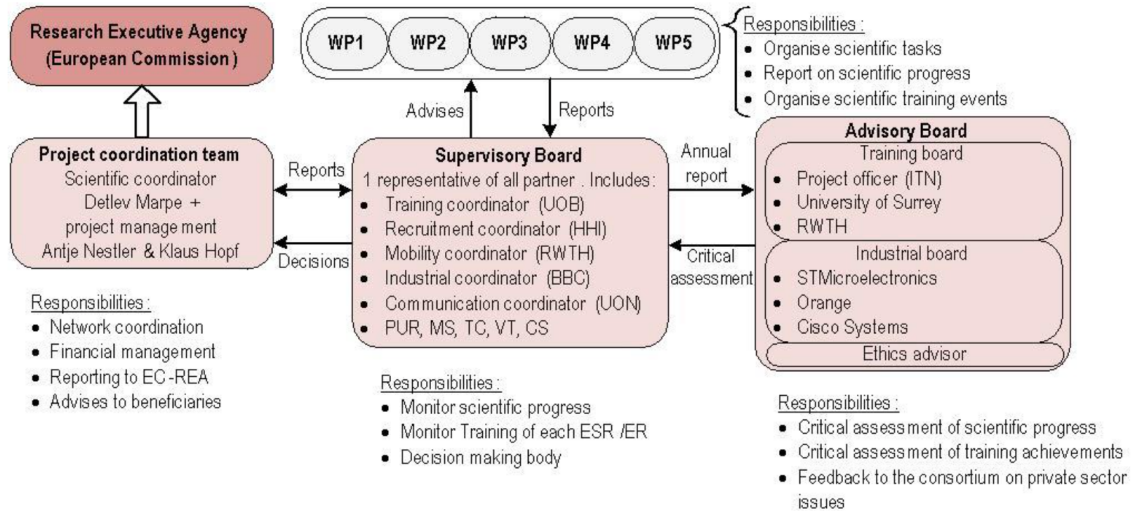 Research Executive Agency
(European Commission )
WP1
WP2
WP3
WP4
WP5
Responsibilities :
• Organise scientific tasks
• Report on scientific progress
• Organise scientific training events
Advises
Reports
Project coordination team
Scientific coordinator
Detlev Marpe +
project management
Antje Nestler & Klaus Hopf
Reports
Decisions
Supervisory Board
1 representative of all partner . Includes :
• Training coordinator (UOB)
• Recruitment coordinator (HHI)
• Mobility coordinator (RWTH)
• Industrial coordinator (BBC)
• Communication coordinator (UON)
• PUR, MS, TC, VT, CS
Annual
report
Critical
assessment
Advisory Board
Training board
• Project officer (ITN)
• University of Surrey
• RWTH
Industrial board
• STMicroelectronics
• Orange
• Cisco Systems
Ethics advisor
Responsibilities :
• Network coordination
• Financial management
• Reporting to EC -REA
• Advises to beneficiaries
Responsibilities :
• Monitor scientific progress
• Monitor Training of each ESR /ER
• Decision making body
Responsibilities :
• Critical assessment of scientific progress
• Critical assessment of training achievements
• Feedback to the consortium on private sector
issues